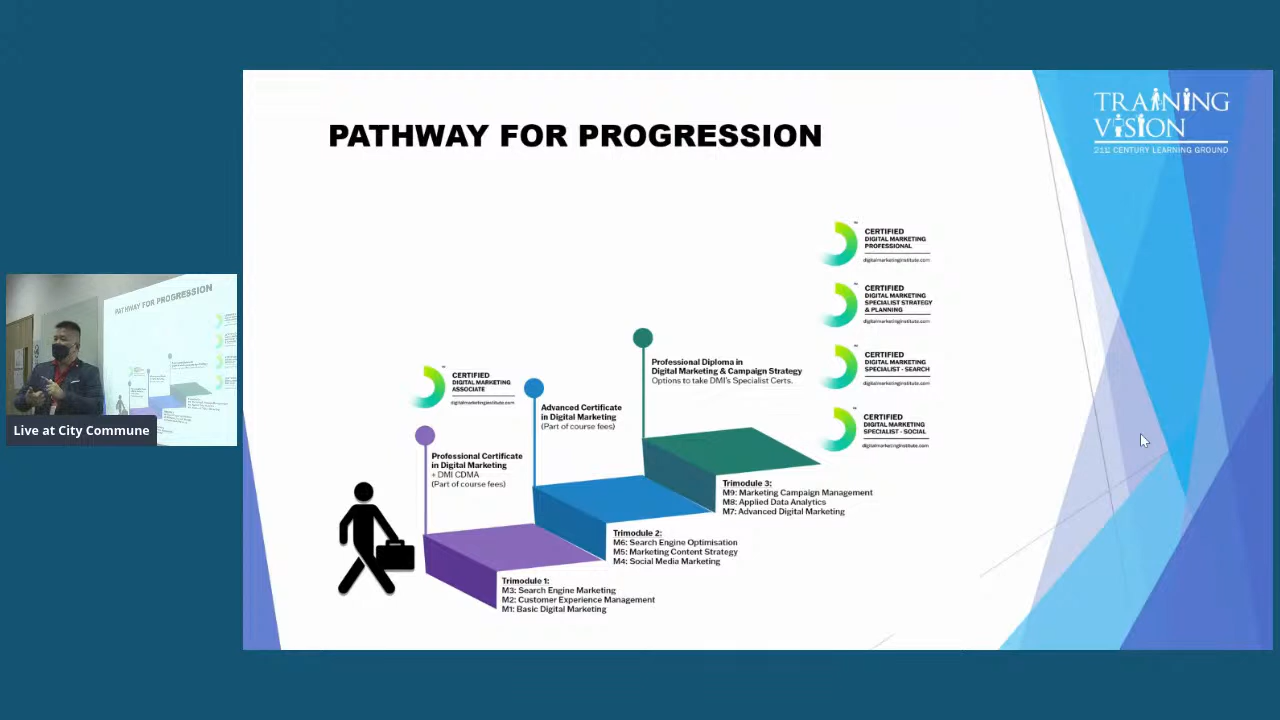 PATHWAY FOR PROGRESSION
TRAINING
VISION
21ST CENTURY LEARNING GROUND
CERTIFIED
DIGITAL MARKETING
PROFESSIONAL
digitalmarketinginstitute.com
CERTIFIED
DIGITAL MARKETING
SPECIALIST STRATEGY
& PLANNING
digitalmarketinginstitute.com
CERTIFIED
DIGITAL MARKETING
SPECIALIST - SEARCH
digitalmarketinginstitute.com
CERTIFIED
DIGITAL MARKETING
SPECIALIST - SOCIAL
digitalmarketinginstitute.com
Professional Diploma in
Digital Marketing & Campaign Strategy
Options to take DMI's Specialist Certs.
CERTIFIED
DIGITAL MARKETING
ASSOCIATE
digitalmarketinginstitute.com
Advanced Certificate
in Digital Marketing
(Part of course fees)
Professional Certificate
in Digital Marketing
+ DMI CDMA
(Part of course fees)
Trimodule 3:
M9: Marketing Campaign Management
M8: Applied Data Analytics
M7: Advanced Digital Marketing
Trimodule 2:
M6: Search Engine Optimisation
M5: Marketing Content Strategy
M4: Social Media Marketing
Trimodule 1:
M3: Search Engine Marketing
M2: Customer Experience Management
M1: Basic Digital Marketing
PATHWAY FOR PROGRESSION
Live at City Commune